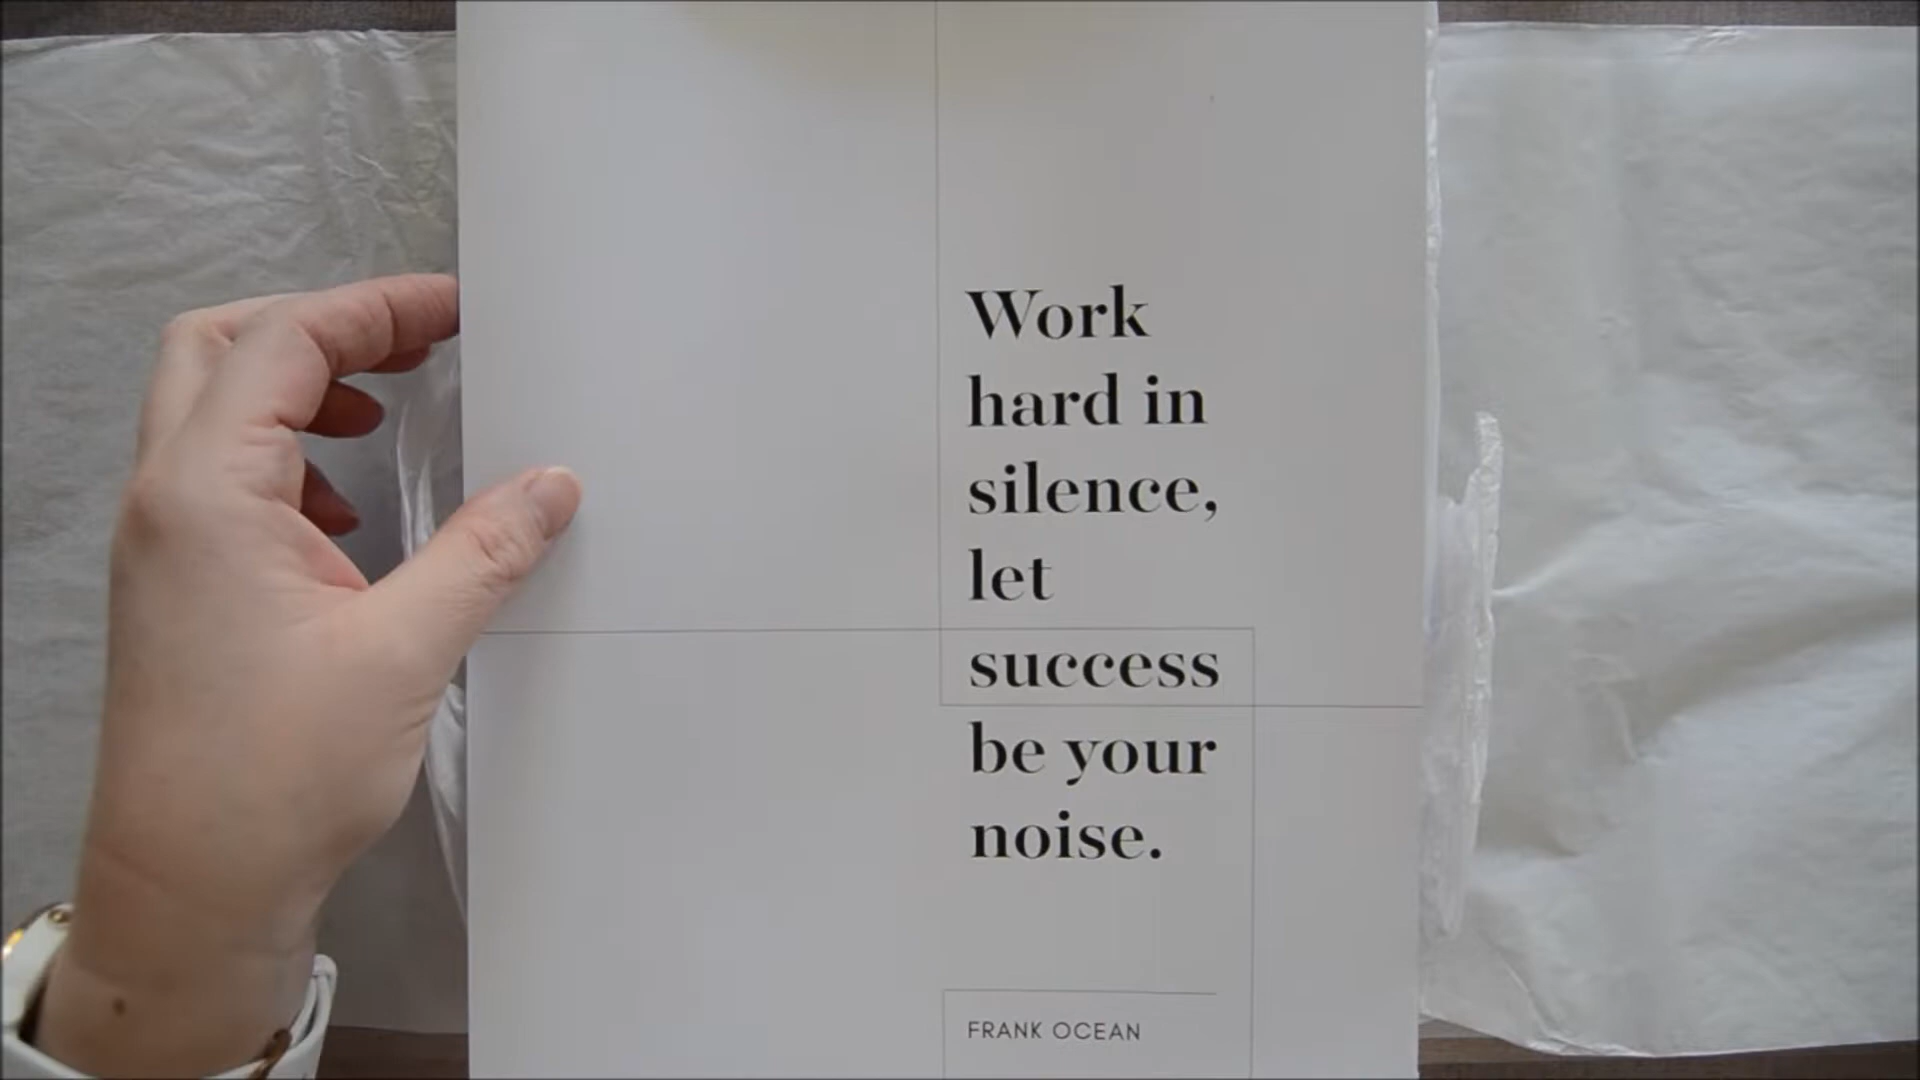 Work
hard in
silence,
let
success
be your
noise.
FRANK OCEAN